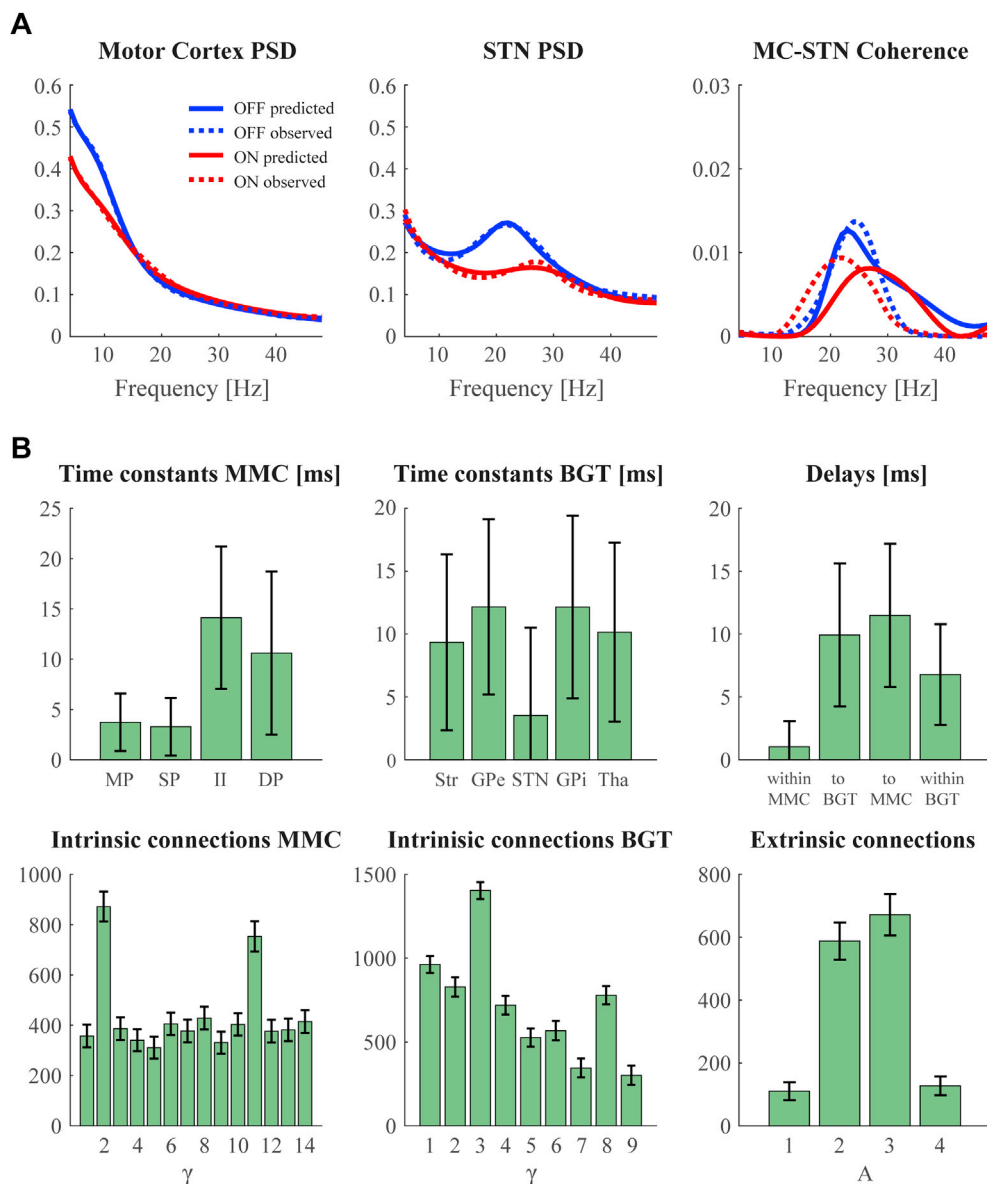 A
Motor Cortex PSD
STN PSD
MC-STN Coherence
0.6
0.5
0.4
0.3
0.2
0.1
0
10 20 30 40
Frequency [Hz]
OFF predicted
OFF observed
ON predicted
ON observed
0.6
0.5
0.4
0.3
0.2
0.1
0
10 20 30 40
Frequency [Hz]
0.03
0.02
0.01
0
10 20 30 40
Frequency [Hz]
B
Time constants MMC [ms]
25
20
15
10
5
0
MP SP II DP
Time constants BGT [ms]
20
15
10
5
0
Str GPe STN GPi Tha
Delays [ms]
20
15
10
5
0
within to to within
MMC BGT MMC BGT
Intrinsic connections MMC
1000
800
600
400
200
0
2 4 6 8 10 12 14
γ
Intrinisic connections BGT
1500
1000
500
0
1 2 3 4 5 6 7 8 9
γ
Extrinsic connections
800
600
400
200
0
1 2 3 4
A